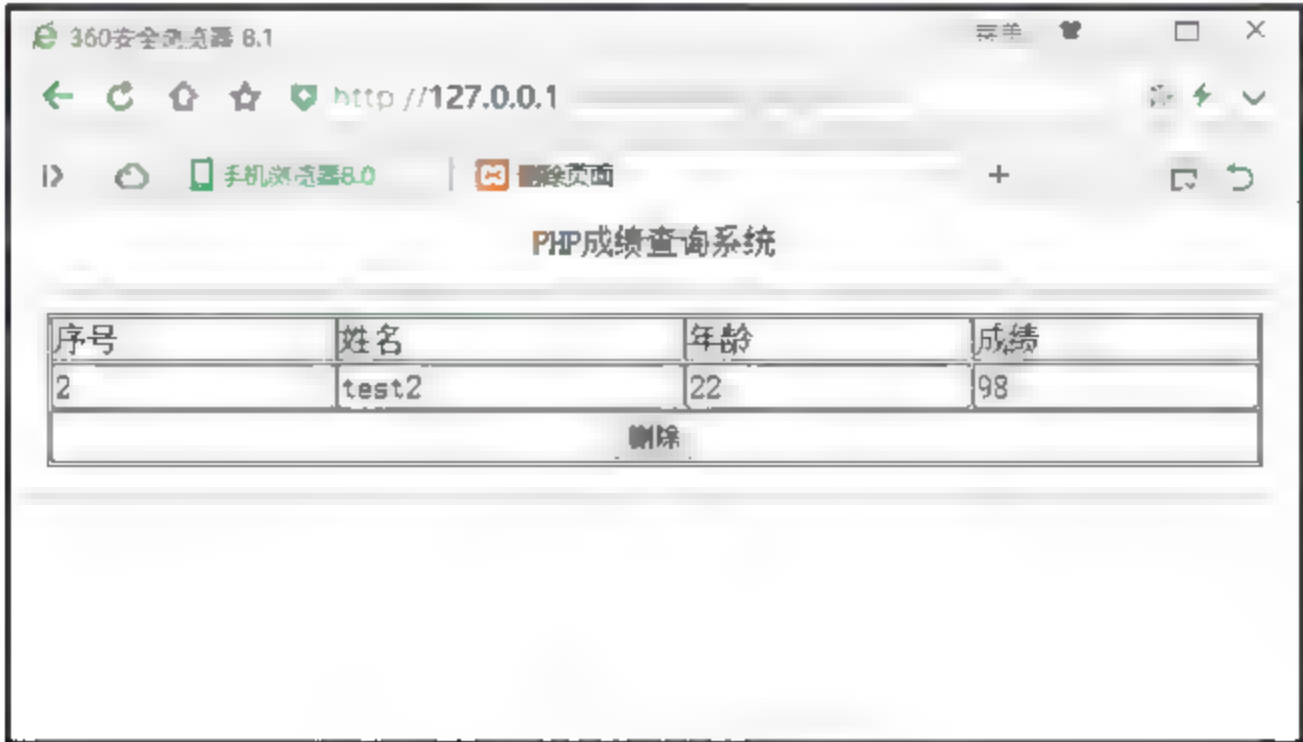 360安全浏览器 8.1
菜单
http //127.0.0.1
手机浏览器8.0
删除页面
PHP成绩查询系统
序号 姓名 年龄 成绩
2 test2 22 98
删除